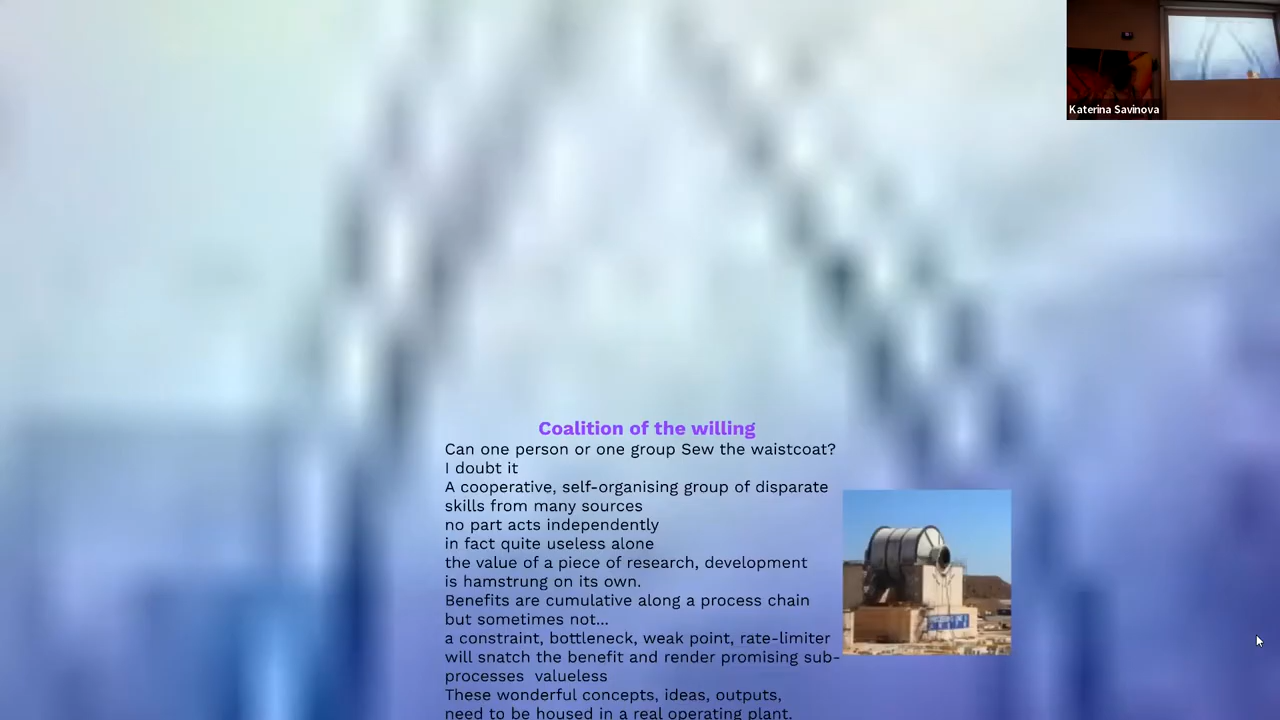 Katerina Savinova
Coalition of the willing
Can one person or one group Sew the waistcoat?
I doubt it
A cooperative, self-organising group of disparate
skills from many sources
no part acts independently
in fact quite useless alone
the value of a piece of research, development
is hamstrung on its own.
Benefits are cumulative along a process chain
but sometimes not...
a constraint, bottleneck, weak point, rate-limiter
will snatch the benefit and render promising sub-
processes  valueless
These wonderful concepts, ideas, outputs,
need to be housed in a real operating plant.